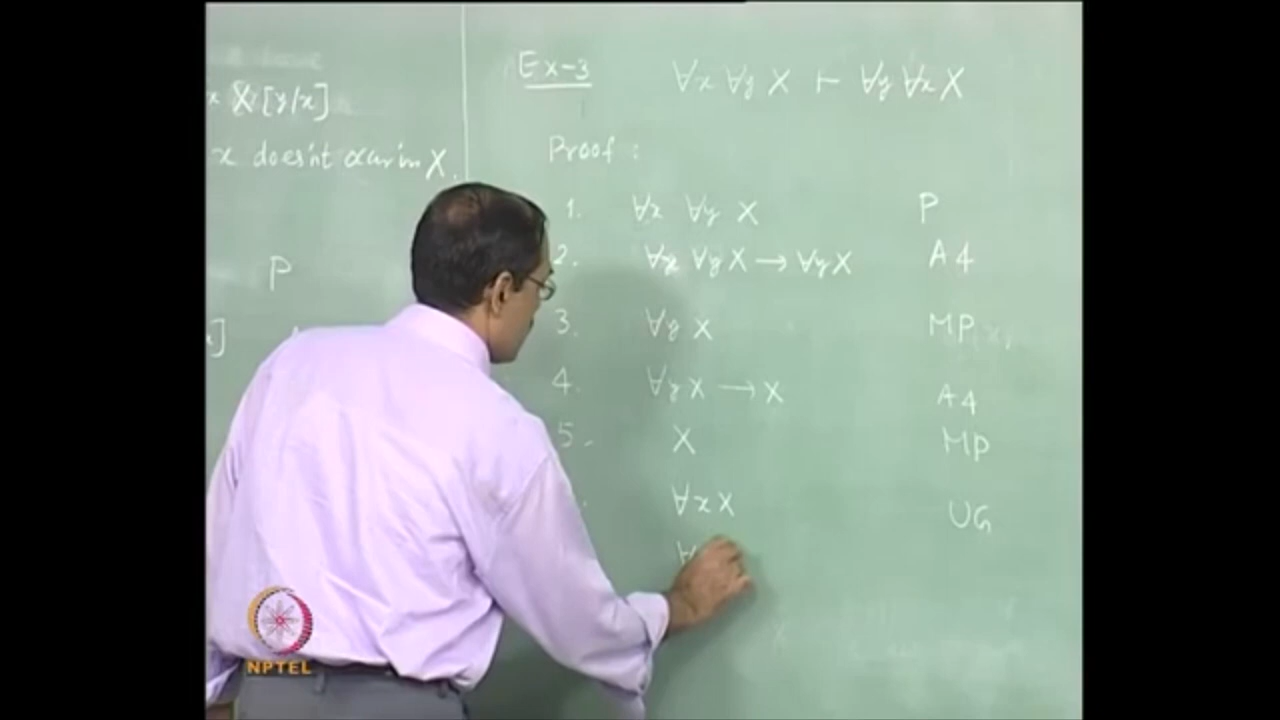 X[y/x]
x doesn't occur in X.
P
Ex-3 ∀x ∀y X ⊢ ∀y ∀x X
Proof :
1. ∀x ∀y X P
2. ∀x ∀y X → ∀y X A4
3. ∀y X MP
4. ∀y X → X A4
5. X MP
∀x X UG
∀
NPTEL